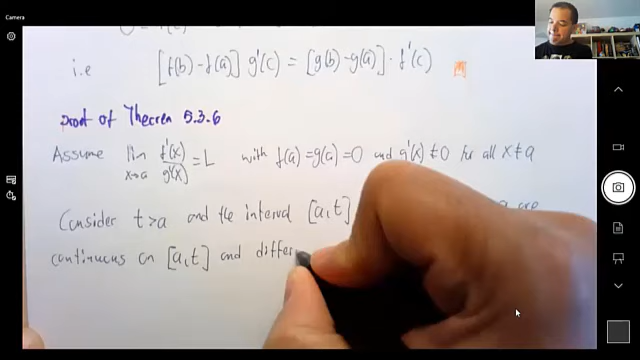 Camera
i.e [f(b)-f(a)] g'(c) = [g(b)-g(a)]·f'(c)
proof of Theorem 5.3.6
Assume lim x→a f'(x)/g'(x) = L with f(a)=g(a)=0 and g'(x)≠0 for all x≠a
Consider t>a and the interval [a,t] are
continuous on [a,t] and differ